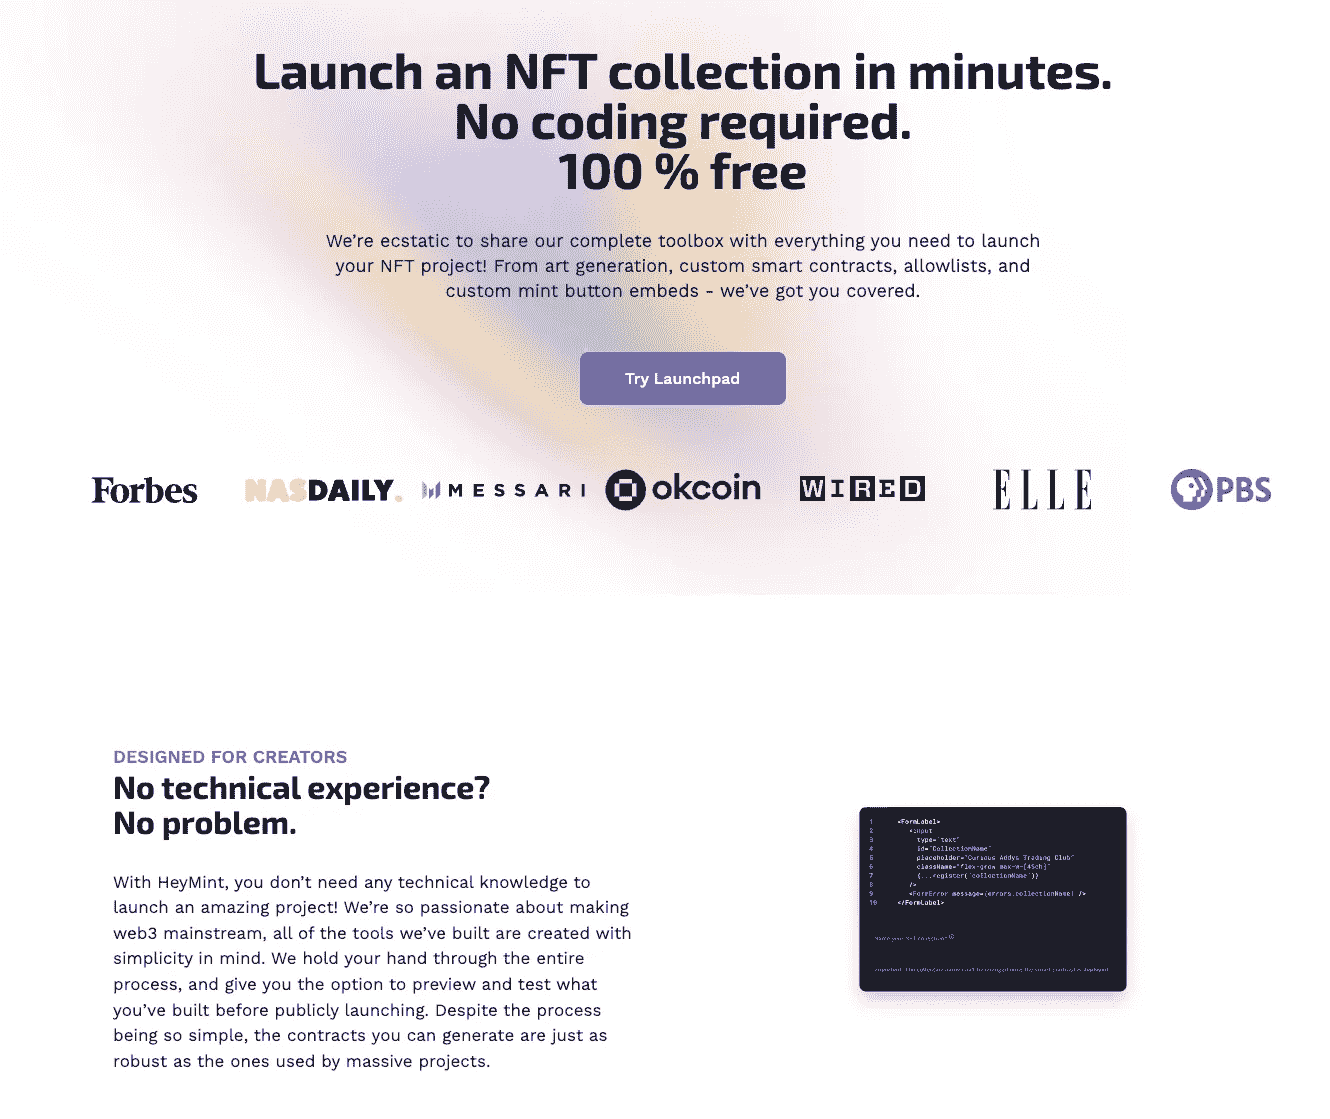 Launch an NFT collection in minutes.
No coding required.
100 % free
We’re ecstatic to share our complete toolbox with everything you need to launch
your NFT project! From art generation, custom smart contracts, allowlists, and
custom mint button embeds - we’ve got you covered.
Try Launchpad
Forbes NASDAILY. MESSARI okcoin WIRED ELLE PBS
DESIGNED FOR CREATORS
No technical experience?
No problem.
With HeyMint, you don’t need any technical knowledge to
launch an amazing project! We’re so passionate about making
web3 mainstream, all of the tools we’ve built are created with
simplicity in mind. We hold your hand through the entire
process, and give you the option to preview and test what
you’ve built before publicly launching. Despite the process
being so simple, the contracts you can generate are just as
robust as the ones used by massive projects.
1 <FormLabel>
2 <input
3 type="text"
4 id="CollectionName"
5 placeholder="Curious Addys Trading Club"
6 className="flex-grow max-w-[45ch]"
7 {...register('collectionName')}
8 />
9 <FormError message={errors.collectionName} />
10 </FormLabel>